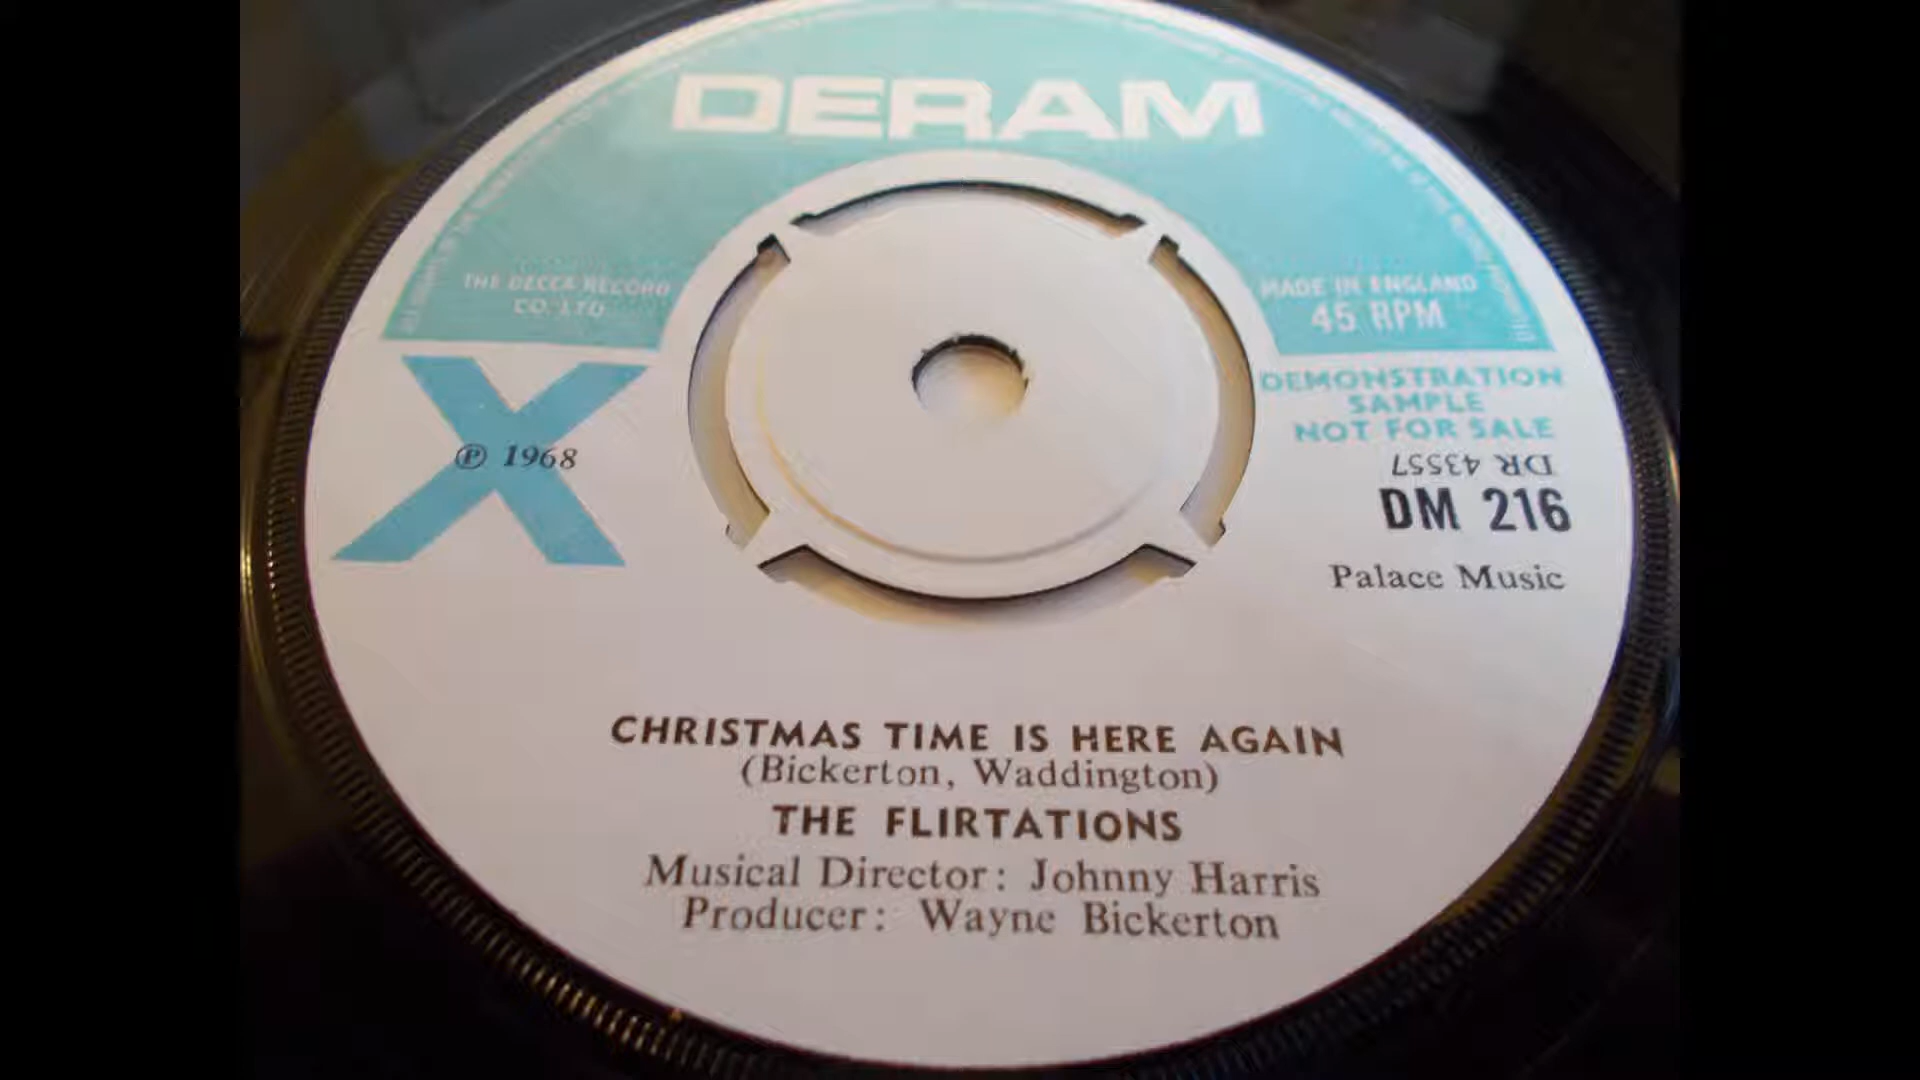 DERAM
THE DECCA RECORD
CO. LTD
MADE IN ENGLAND
45 RPM
X
℗ 1968
DEMONSTRATION
SAMPLE
NOT FOR SALE
DR 43557
DM 216
Palace Music
CHRISTMAS TIME IS HERE AGAIN
(Bickerton, Waddington)
THE FLIRTATIONS
Musical Director: Johnny Harris
Producer: Wayne Bickerton